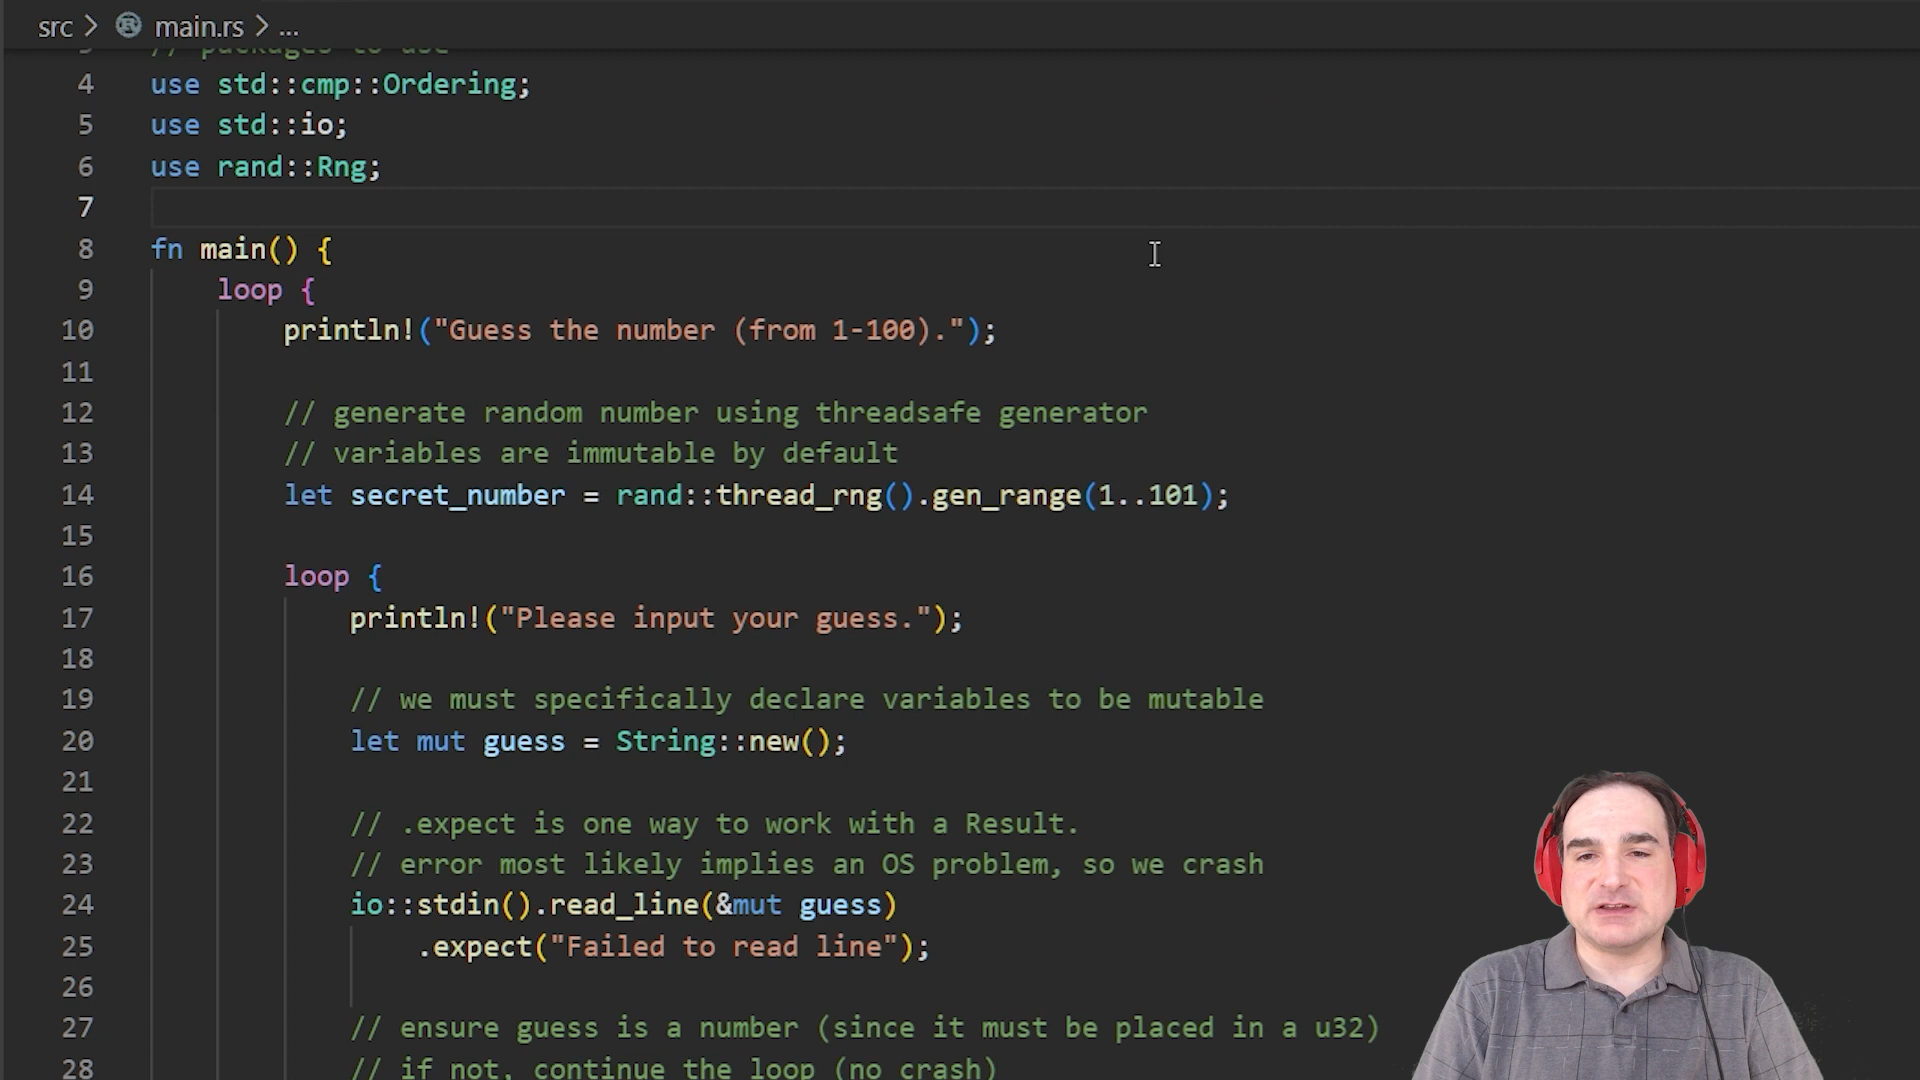 src > main.rs > ...
3 // packages to use
4 use std::cmp::Ordering;
5 use std::io;
6 use rand::Rng;
7
8 fn main() {
9 loop {
10 println!("Guess the number (from 1-100).");
11
12 // generate random number using threadsafe generator
13 // variables are immutable by default
14 let secret_number = rand::thread_rng().gen_range(1..101);
15
16 loop {
17 println!("Please input your guess.");
18
19 // we must specifically declare variables to be mutable
20 let mut guess = String::new();
21
22 // .expect is one way to work with a Result.
23 // error most likely implies an OS problem, so we crash
24 io::stdin().read_line(&mut guess)
25 .expect("Failed to read line");
26
27 // ensure guess is a number (since it must be placed in a u32)
28 // if not, continue the loop (no crash)